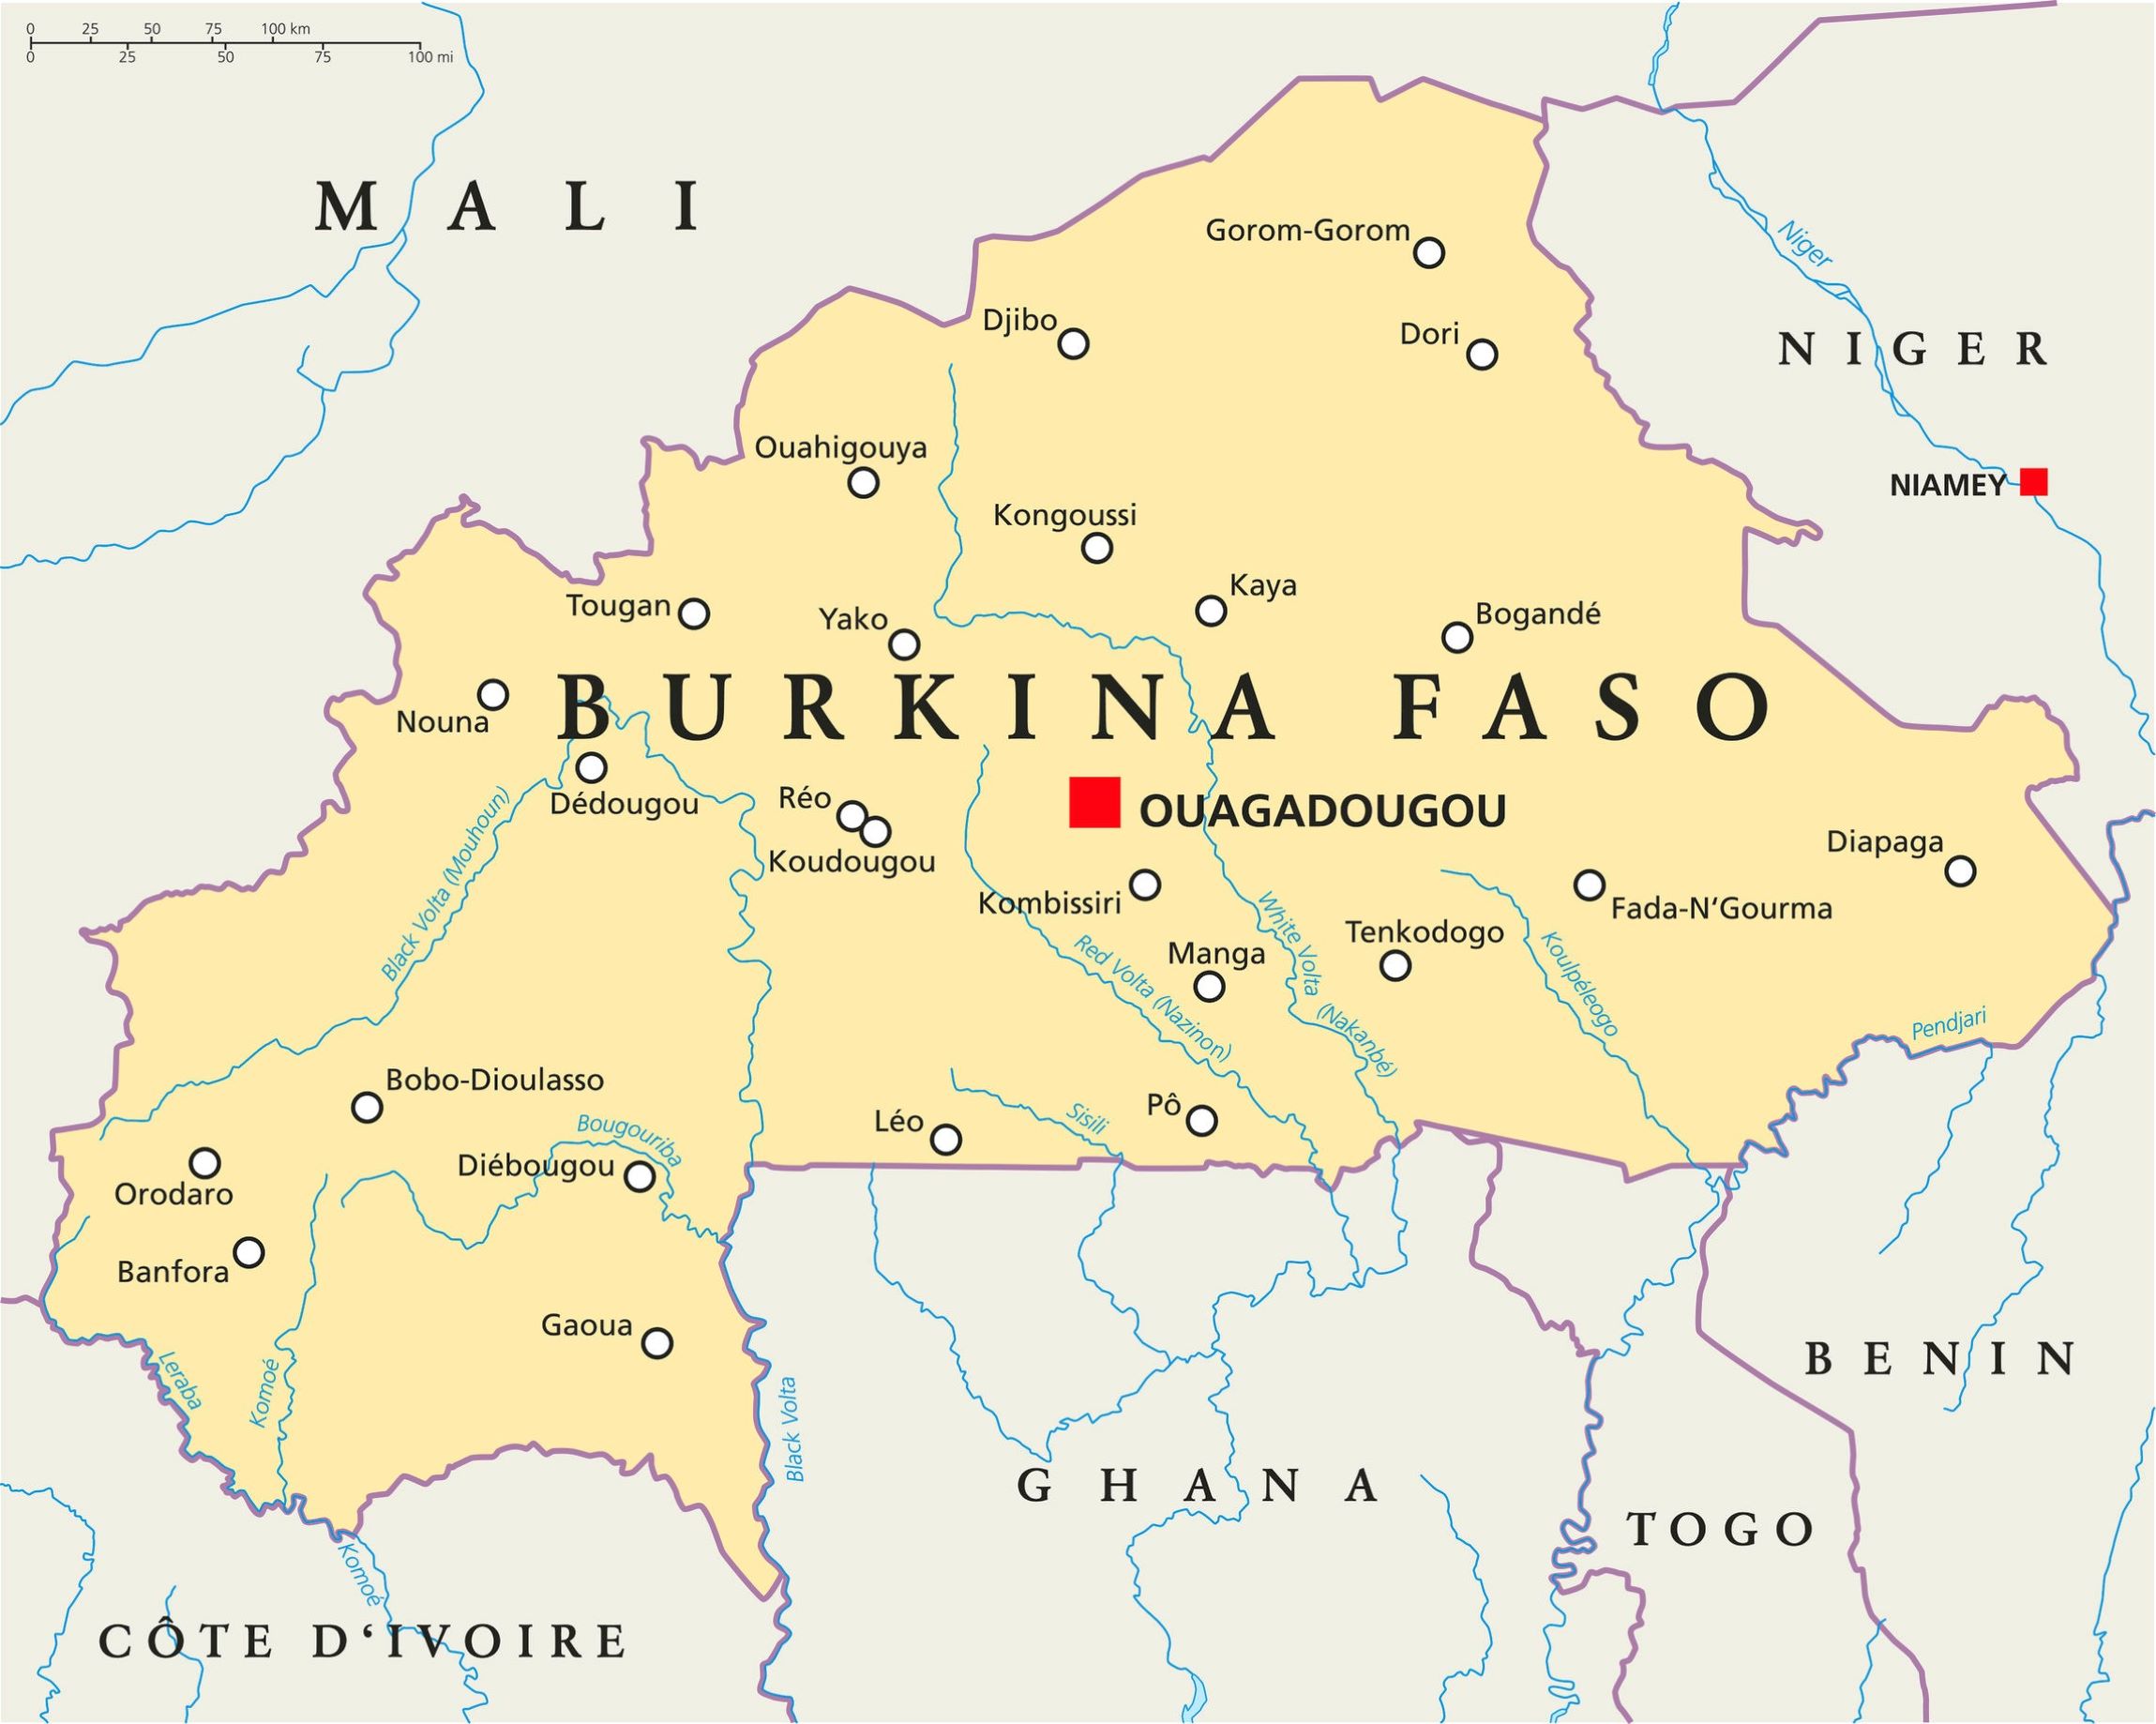 0 25 50 75 100 km
0 25 50 75 100 mi
MALI
Niger
Gorom-Gorom
Djibo
Dori
NIGER
Ouahigouya
NIAMEY
Kongoussi
Kaya
Tougan
Yako
Bogandé
Nouna
BURKINA FASO
Dédougou
Réo
OUAGADOUGOU
Koudougou
Black Volta (Mouhoun)
Diapaga
Kombissiri
Fada-N‘Gourma
White Volta
(Nakanbé)
Tenkodogo
Manga
Red Volta (Nazinon)
Koulpéleogo
Pendjari
Bobo-Dioulasso
Bougouriba
Léo
Sisili
Pô
Diébougou
Orodaro
Banfora
Gaoua
Leraba
Komoé
Black Volta
BENIN
GHANA
TOGO
Komoé
CÔTE D‘IVOIRE